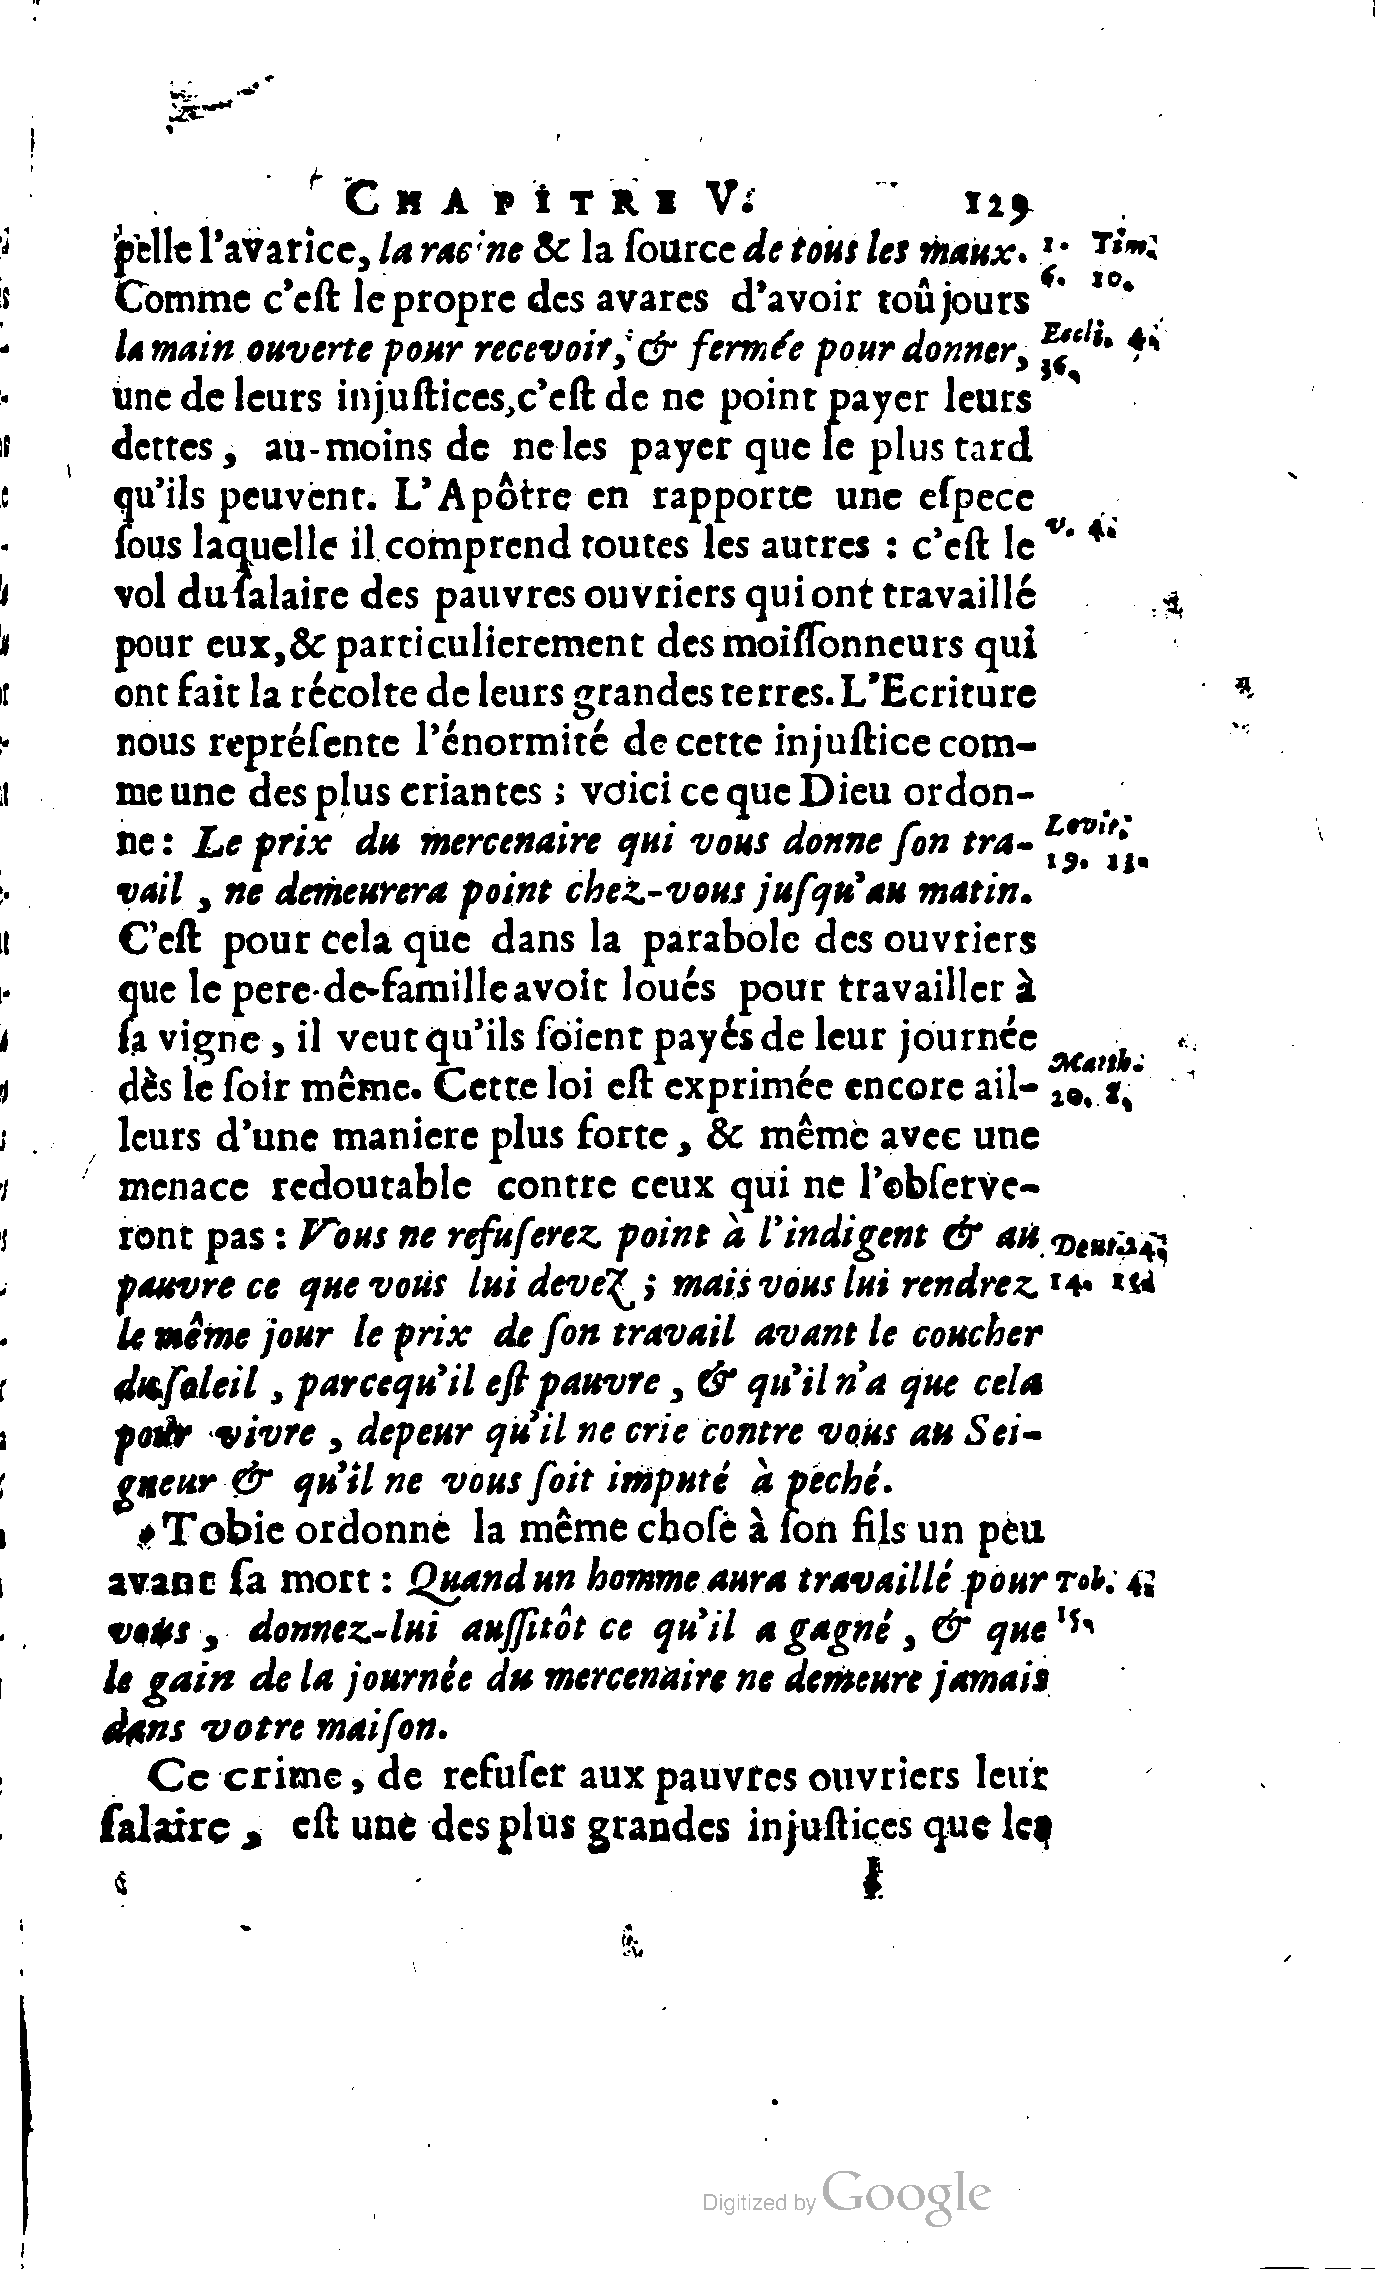 CHAPITRE V. 129
pelle l'avarice, la racine & la ſource de tous les maux. 1. Tim.
6. 10.
Comme c'eſt le propre des avares d'avoir toûjours
la main ouverte pour recevoir, & fermée pour donner, Eccli. 4.
36.
une de leurs injuſtices, c'eſt de ne point payer leurs
dettes, au-moins de ne les payer que le plus tard
qu'ils peuvent. L'Apôtre en rapporte une eſpece
ſous laquelle il comprend toutes les autres : c'eſt le v. 4.
vol du ſalaire des pauvres ouvriers qui ont travaillé
pour eux, & particulierement des moiſſonneurs qui
ont fait la récolte de leurs grandes terres. L'Ecriture
nous repréſente l'énormité de cette injuſtice com-
me une des plus criantes ; voici ce que Dieu ordon-
ne : Le prix du mercenaire qui vous donne ſon tra- Levit.
19. 13.
vail, ne demeurera point chez-vous juſqu'au matin.
C'eſt pour cela que dans la parabole des ouvriers
que le pere-de-famille avoit loués pour travailler à
ſa vigne, il veut qu'ils ſoient payés de leur journée
dès le ſoir même. Cette loi eſt exprimée encore ail- Matth.
20. 8.
leurs d'une maniere plus forte, & même avec une
menace redoutable contre ceux qui ne l'obſerve-
ront pas : Vous ne refuſerez point à l'indigent & au Deut. 24.
pauvre ce que vous lui devez ; mais vous lui rendrez 14. 15.
le même jour le prix de ſon travail avant le coucher
du ſoleil, parcequ'il eſt pauvre, & qu'il n'a que cela
pour vivre, depeur qu'il ne crie contre vous au Sei-
gneur & qu'il ne vous ſoit imputé à peché.
Tobie ordonne la même choſe à ſon fils un peu
avant ſa mort : Quand un homme aura travaillé pour Tob. 4.
vous, donnez-lui auſſitôt ce qu'il a gagné, & que 15.
le gain de la journée du mercenaire ne demeure jamais
dans votre maiſon.
Ce crime, de refuſer aux pauvres ouvriers leur
ſalaire, eſt une des plus grandes injuſtices que les
Digitized by Google